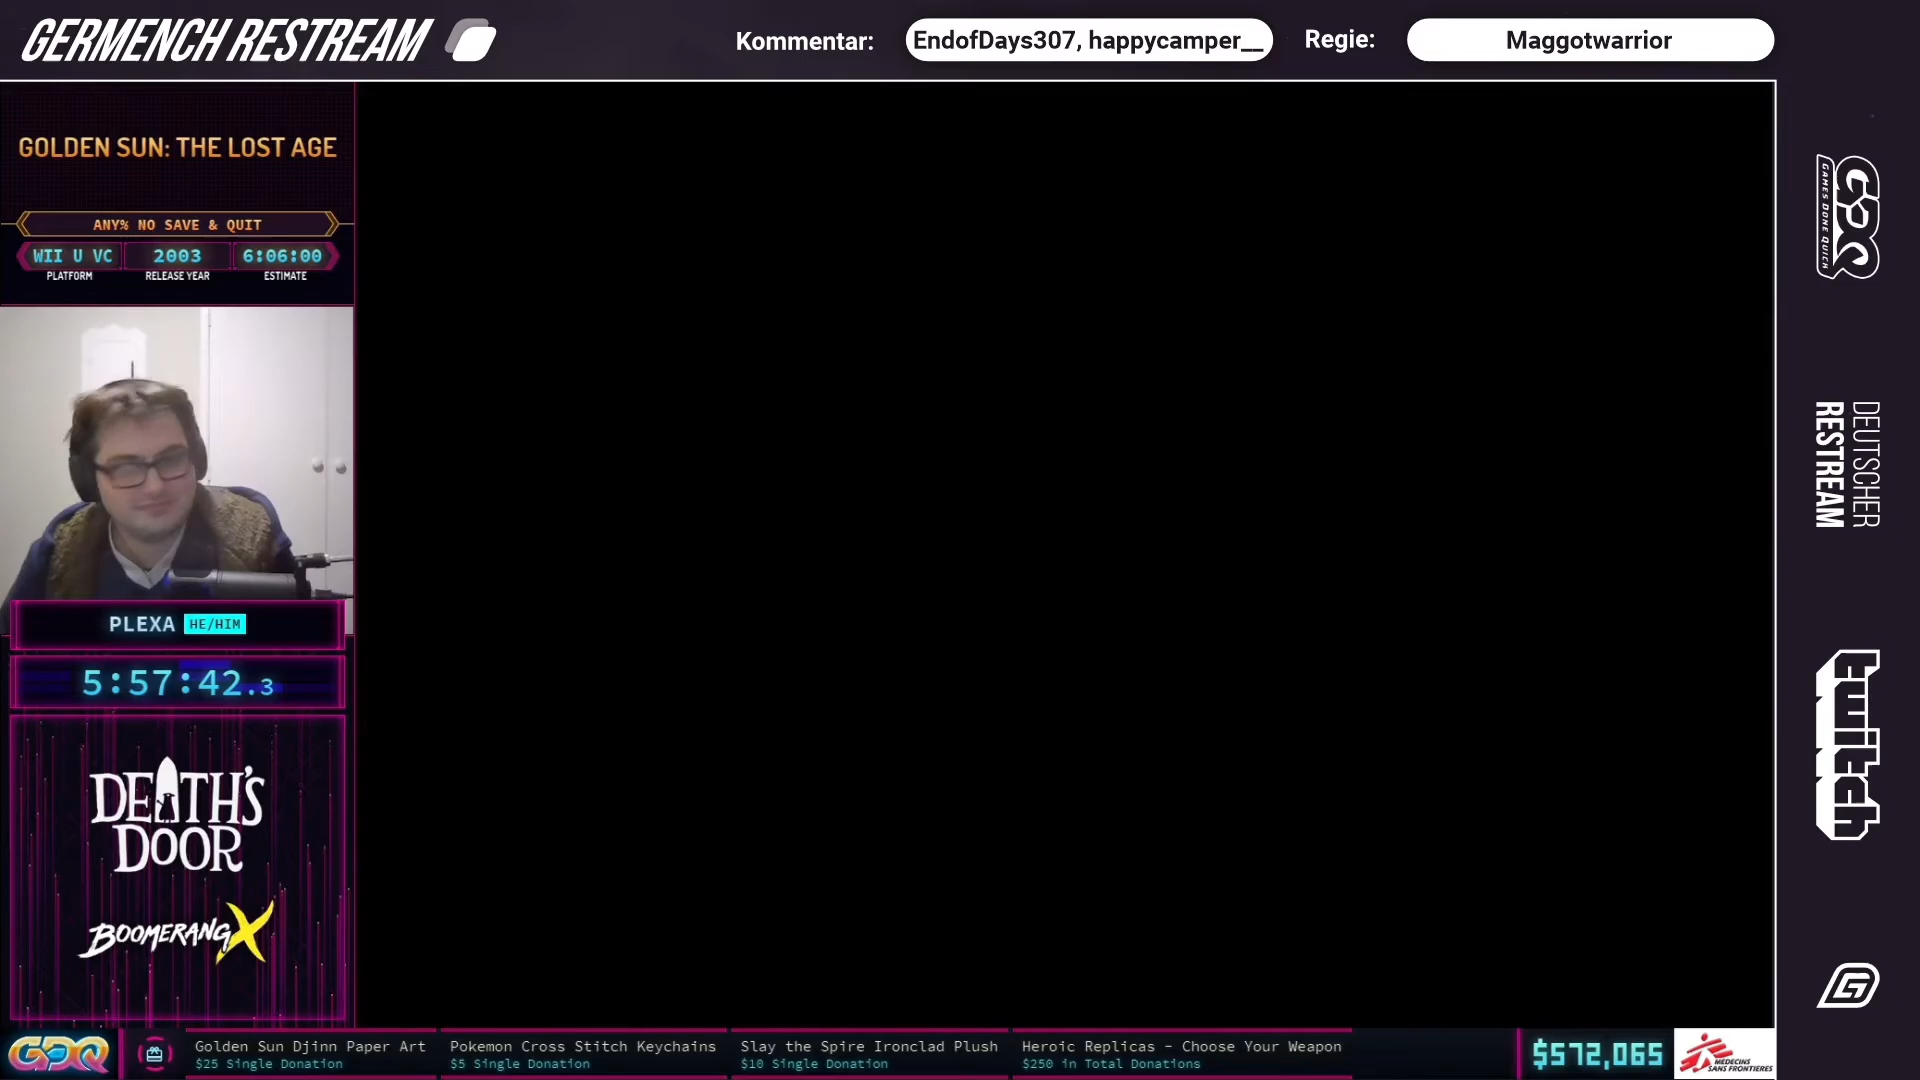 GERMENCH RESTREAM
Kommentar:
EndofDays307, happycamper__
Regie:
Maggotwarrior
GOLDEN SUN: THE LOST AGE
ANY% NO SAVE & QUIT
WII U VC
2003
6:06:00
PLATFORM
RELEASE YEAR
ESTIMATE
PLEXA HE/HIM
5:57:42.3
DEATH'S
DOOR
BOOMERANG X
GDQ
GAMES DONE QUICK
DEUTSCHER
RESTREAM
twitch
G
GDQ
Golden Sun Djinn Paper Art
$25 Single Donation
Pokemon Cross Stitch Keychains
$5 Single Donation
Slay the Spire Ironclad Plush
$10 Single Donation
Heroic Replicas - Choose Your Weapon
$250 in Total Donations
$572,065
MEDECINS
SANS FRONTIERES